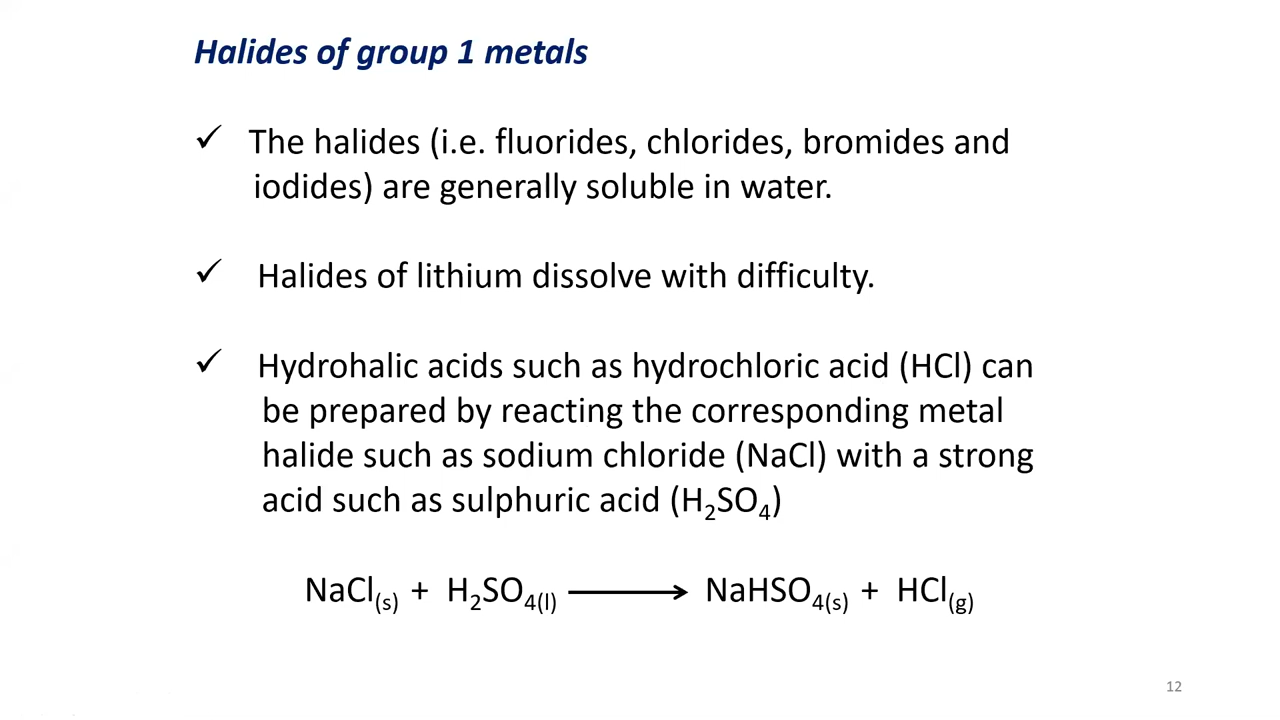 Halides of group 1 metals
✓ The halides (i.e. fluorides, chlorides, bromides and
iodides) are generally soluble in water.
✓ Halides of lithium dissolve with difficulty.
✓ Hydrohalic acids such as hydrochloric acid (HCl) can
be prepared by reacting the corresponding metal
halide such as sodium chloride (NaCl) with a strong
acid such as sulphuric acid (H₂SO₄)
NaCl(s) + H₂SO₄(l) ⟶ NaHSO₄(s) + HCl(g)
12